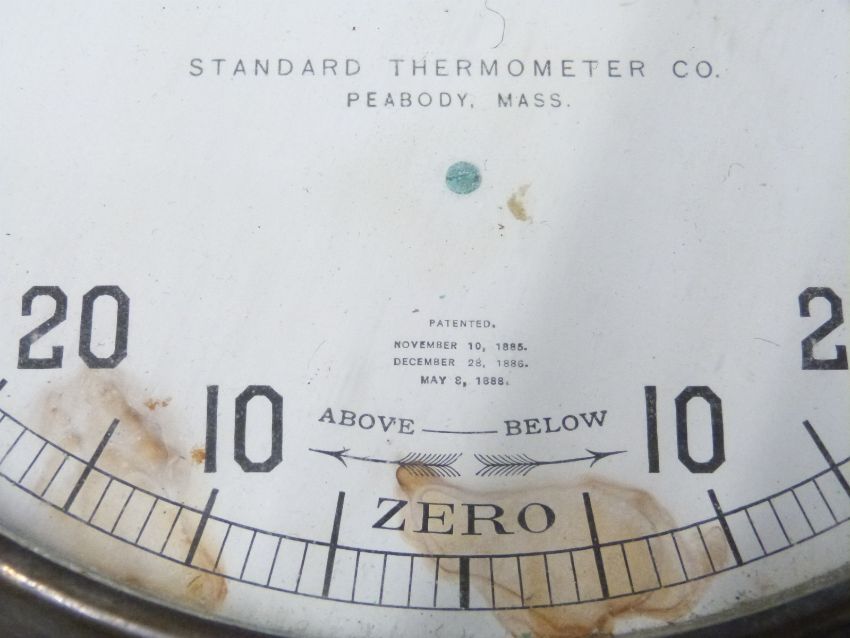 STANDARD THERMOMETER CO.
PEABODY, MASS.
PATENTED.
NOVEMBER 10, 1885.
DECEMBER 28, 1886.
MAY 8, 1888.
20 2
10 ABOVE BELOW 10
ZERO